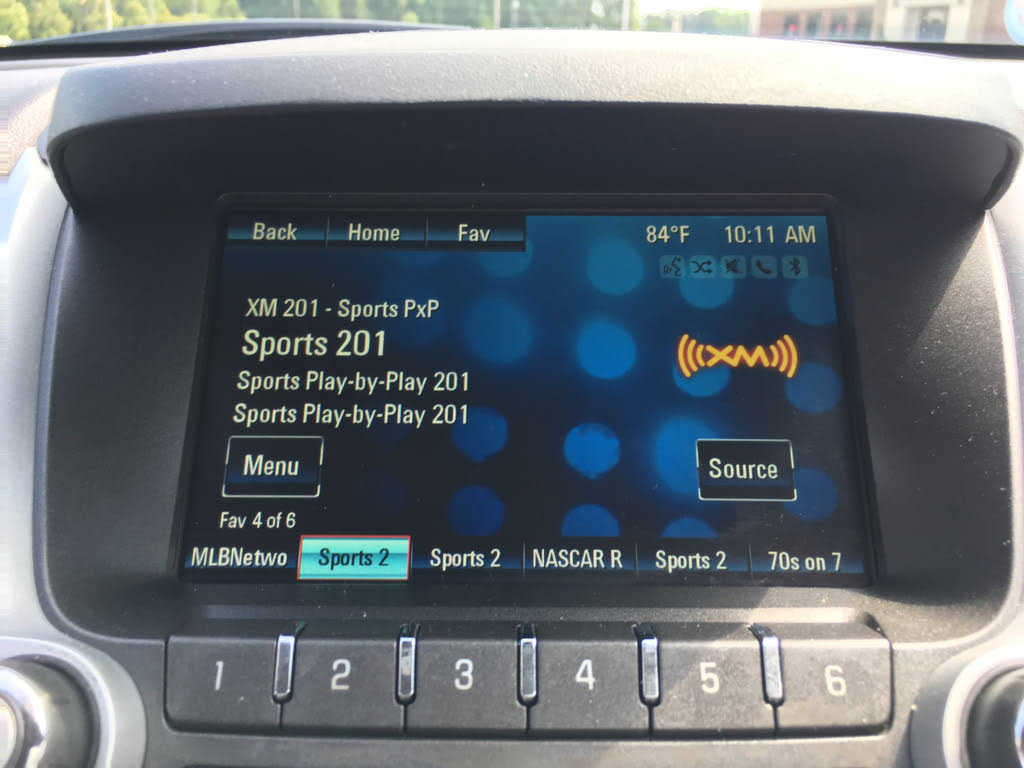 Back Home Fav 84°F 10:11 AM
XM 201 - Sports PxP
Sports 201
XM
Sports Play-by-Play 201
Sports Play-by-Play 201
Menu Source
Fav 4 of 6
MLBNetwo Sports 2 Sports 2 NASCAR R Sports 2 70s on 7
1 2 3 4 5 6